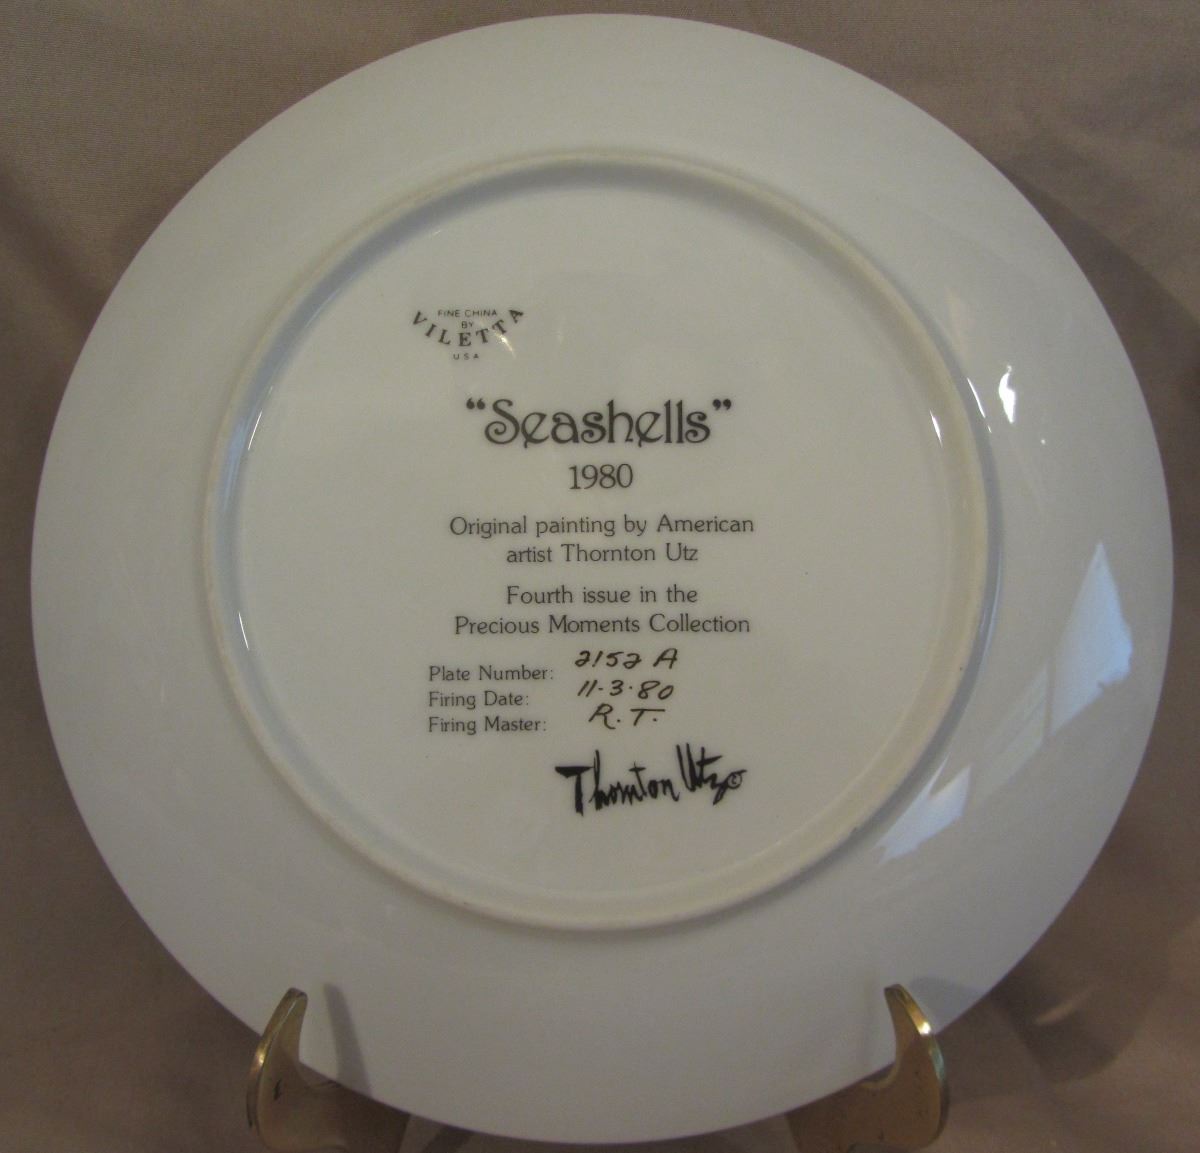 FINE CHINA
BY
VILETTA
USA
“Seashells”
1980
Original painting by American
artist Thornton Utz
Fourth issue in the
Precious Moments Collection
Plate Number: 2152 A
Firing Date: 11-3-80
Firing Master: R.T.
Thornton Utz ©